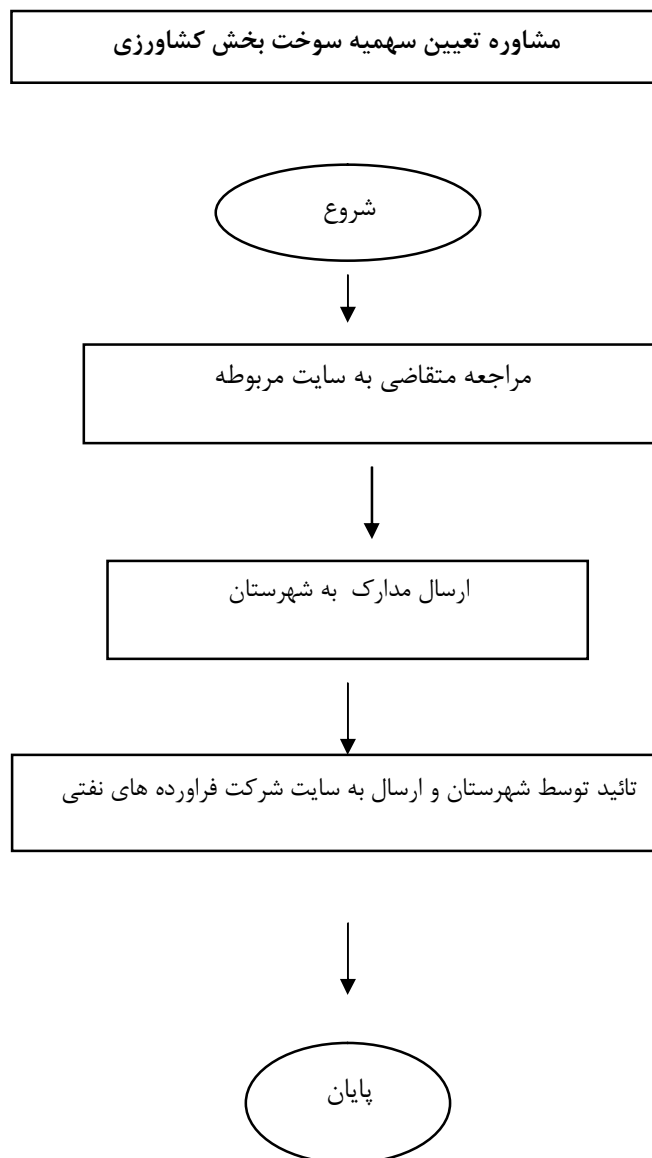 مشاوره تعیین سهمیه سوخت بخش کشاورزی
شروع
مراجعه متقاضی به سایت مربوطه
ارسال مدارک به شهرستان
تائید توسط شهرستان و ارسال به سایت شرکت فراورده های نفتی
پایان